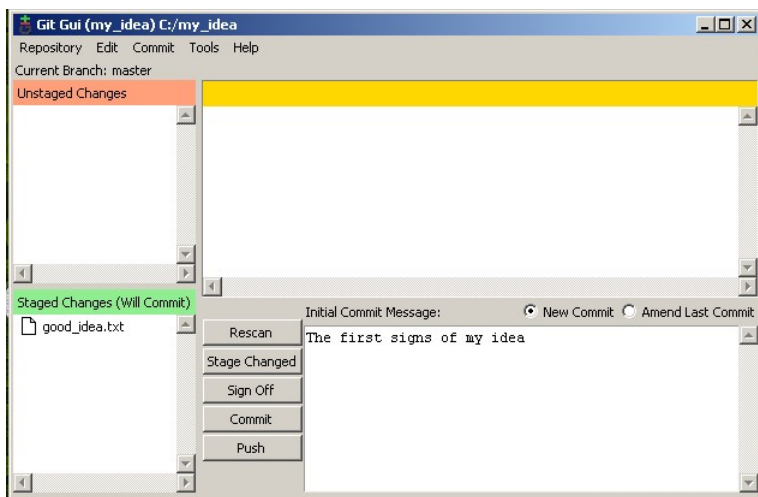 Git Gui (my_idea) C:/my_idea
Repository Edit Commit Tools Help
Current Branch: master
Unstaged Changes
Staged Changes (Will Commit)
good_idea.txt
Rescan
Stage Changed
Sign Off
Commit
Push
Initial Commit Message: New Commit Amend Last Commit
The first signs of my idea